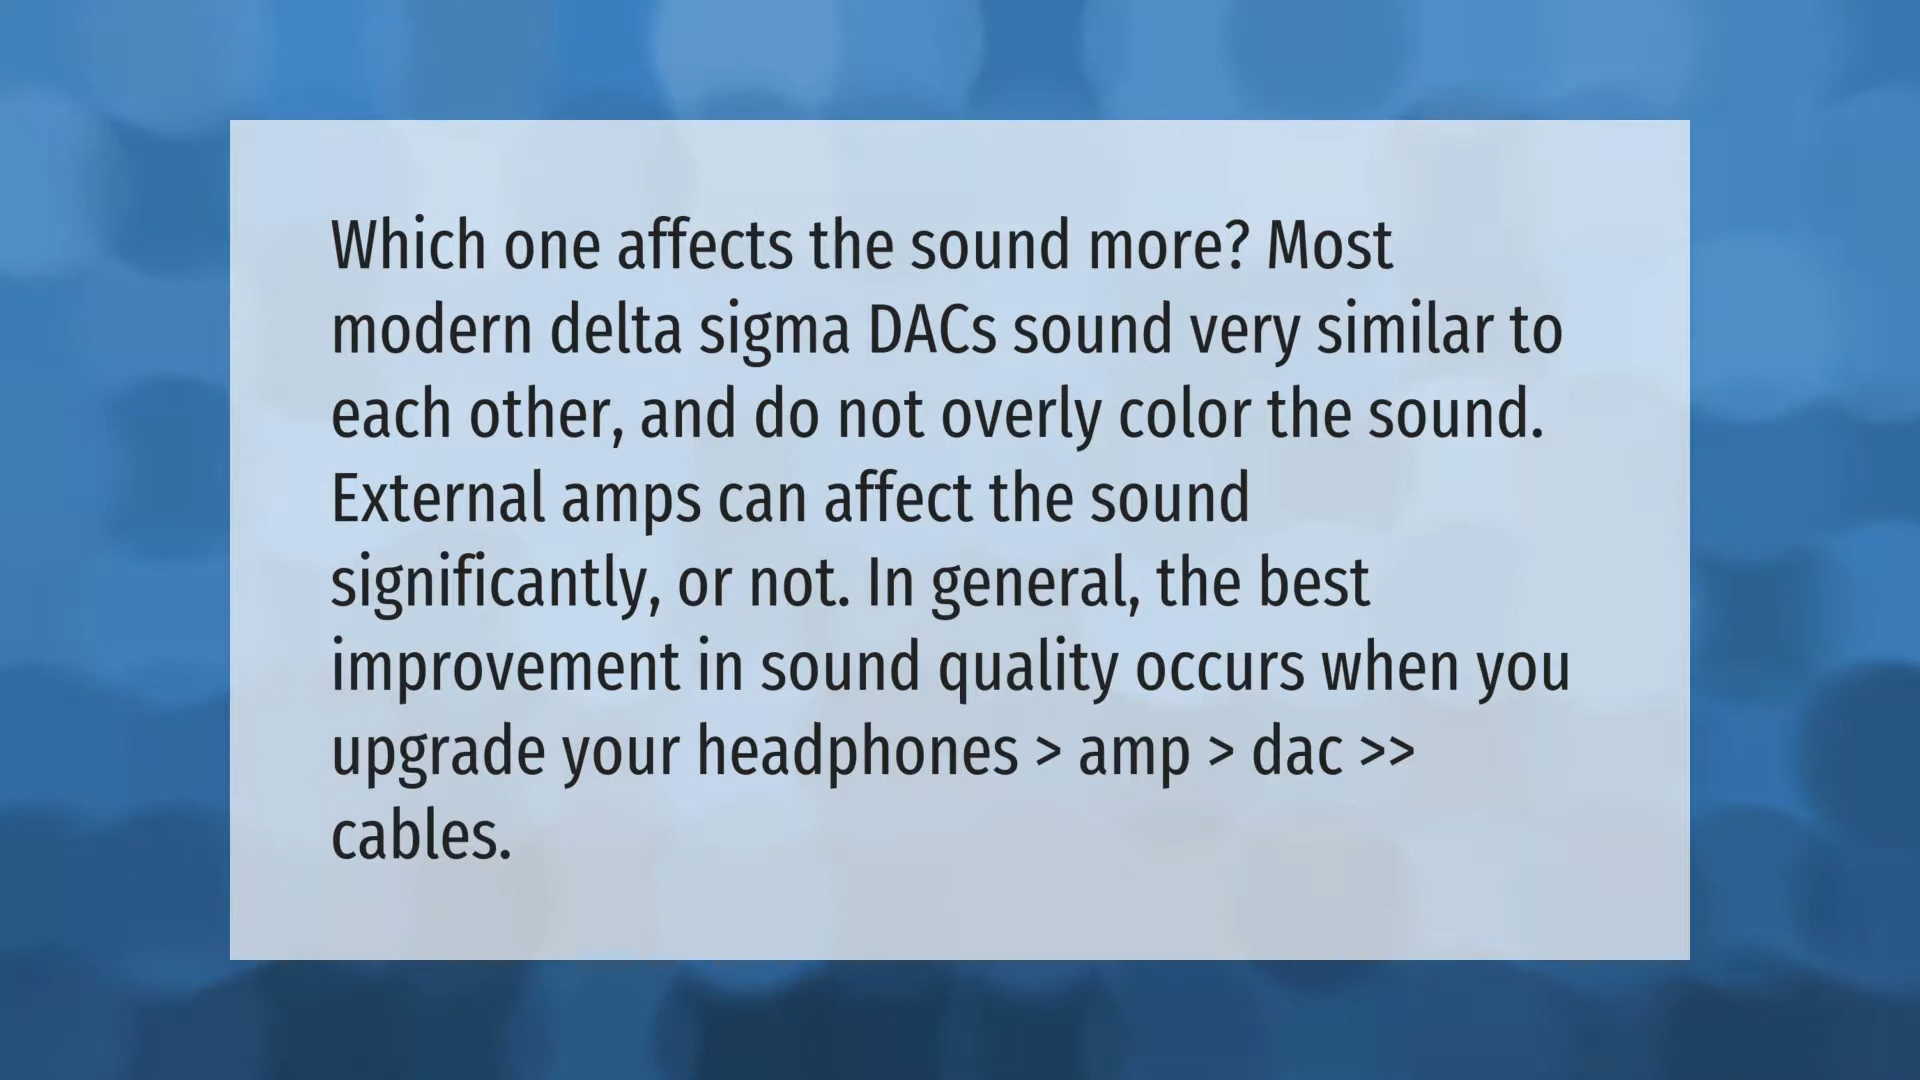 Which one affects the sound more? Most
modern delta sigma DACs sound very similar to
each other, and do not overly color the sound.
External amps can affect the sound
significantly, or not. In general, the best
improvement in sound quality occurs when you
upgrade your headphones > amp > dac >>
cables.